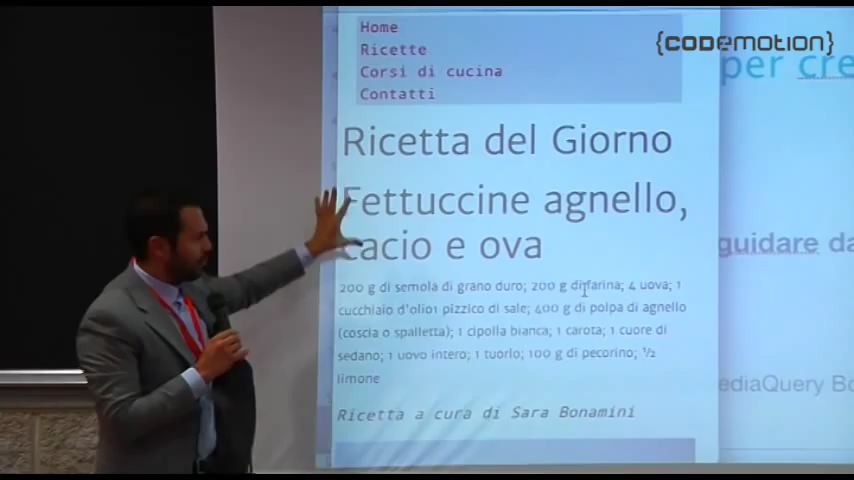 {CODEMOTION}
Home
Ricette
Corsi di cucina
Contatti
per cre
Ricetta del Giorno
Fettuccine agnello,
cacio e ova
guidare da
200 g di semola di grano duro; 200 g di farina; 4 uova; 1
cucchiaio d'olio1 pizzico di sale; 400 g di polpa di agnello
(coscia o spalletta); 1 cipolla bianca; 1 carota; 1 cuore di
sedano; 1 uovo intero; 1 tuorlo; 100 g di pecorino; ½
limone
ediaQuery Bo
Ricetta a cura di Sara Bonamini